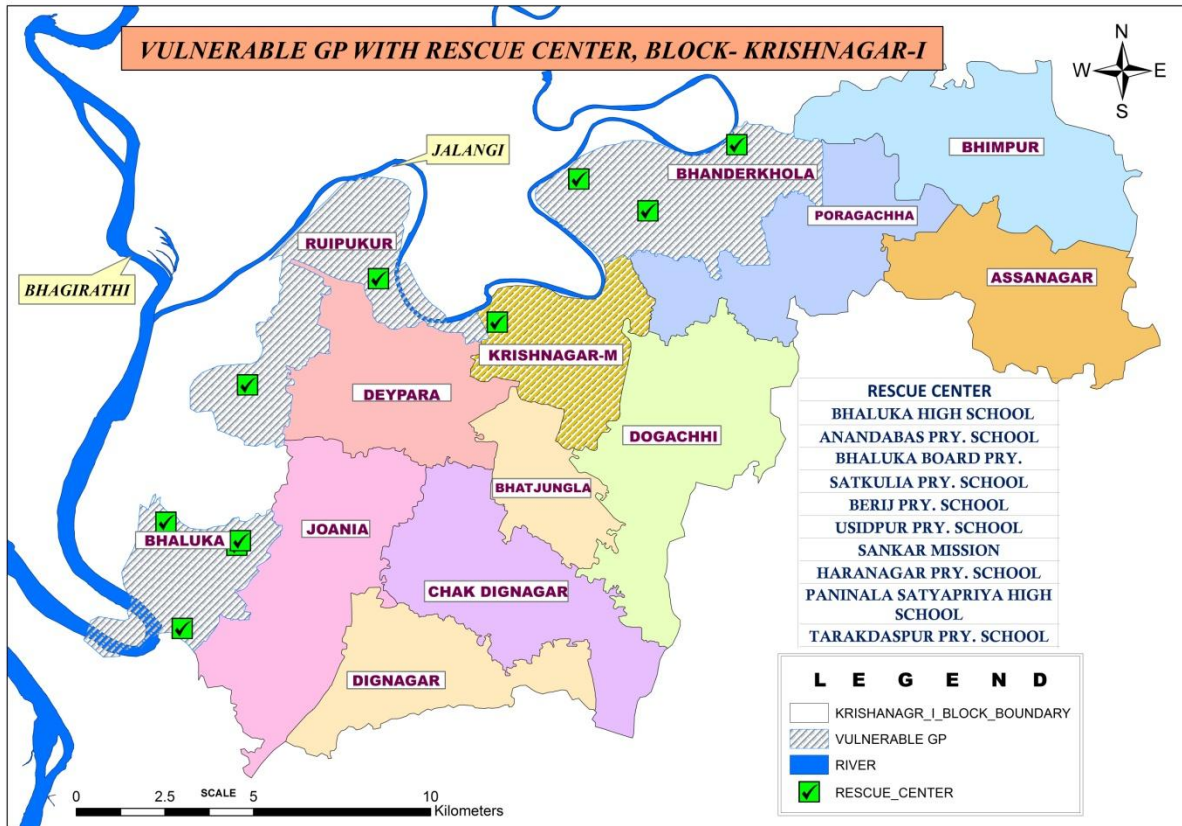 VULNERABLE GP WITH RESCUE CENTER, BLOCK- KRISHNAGAR-I
N
W E
S
JALANGI
BHIMPUR
BHANDERKHOLA
PORAGACHHA
RUIPUKUR
ASSANAGAR
BHAGIRATHI
KRISHNAGAR-M
DEYPARA
DOGACHHI
BHATJUNGLA
JOANIA
BHALUKA
CHAK DIGNAGAR
DIGNAGAR
RESCUE CENTER
BHALUKA HIGH SCHOOL
ANANDABAS PRY. SCHOOL
BHALUKA BOARD PRY.
SATKULIA PRY. SCHOOL
BERIJ PRY. SCHOOL
USIDPUR PRY. SCHOOL
SANKAR MISSION
HARANAGAR PRY. SCHOOL
PANINALA SATYAPRIYA HIGH
SCHOOL
TARAKDASPUR PRY. SCHOOL
L E G E N D
KRISHANAGR_I_BLOCK_BOUNDARY
VULNERABLE GP
RIVER
RESCUE_CENTER
0 2.5 SCALE 5 10
Kilometers